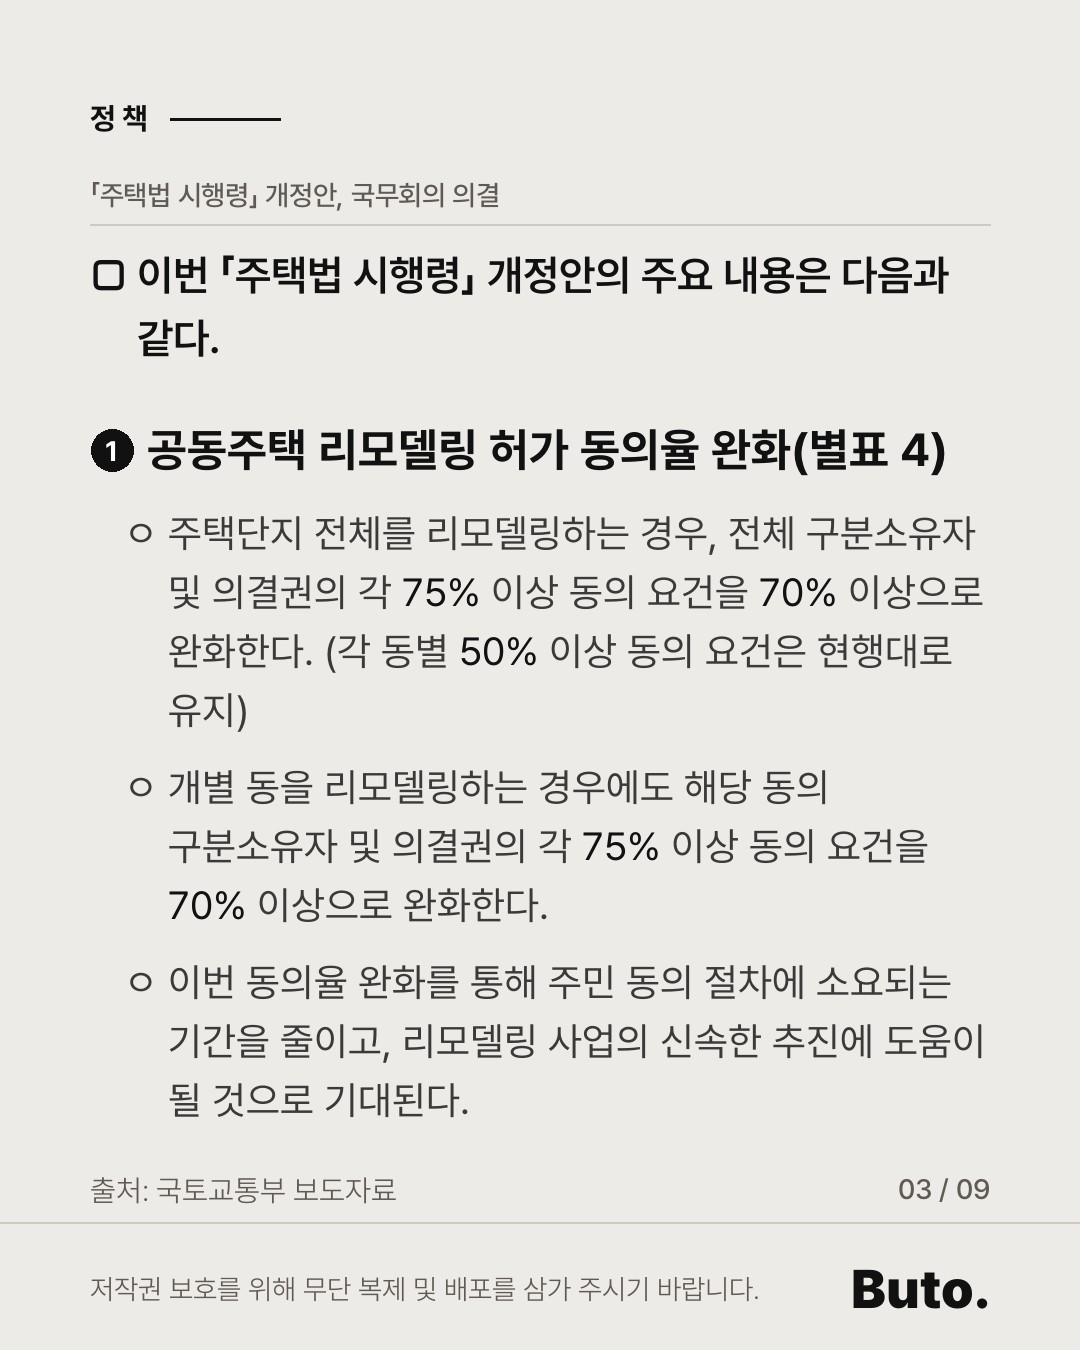 정책
「주택법 시행령」 개정안, 국무회의 의결
□ 이번 「주택법 시행령」 개정안의 주요 내용은 다음과
같다.
❶ 공동주택 리모델링 허가 동의율 완화(별표 4)
ㅇ 주택단지 전체를 리모델링하는 경우, 전체 구분소유자
및 의결권의 각 75% 이상 동의 요건을 70% 이상으로
완화한다. (각 동별 50% 이상 동의 요건은 현행대로
유지)
ㅇ 개별 동을 리모델링하는 경우에도 해당 동의
구분소유자 및 의결권의 각 75% 이상 동의 요건을
70% 이상으로 완화한다.
ㅇ 이번 동의율 완화를 통해 주민 동의 절차에 소요되는
기간을 줄이고, 리모델링 사업의 신속한 추진에 도움이
될 것으로 기대된다.
출처: 국토교통부 보도자료
03 / 09
저작권 보호를 위해 무단 복제 및 배포를 삼가 주시기 바랍니다.
Buto.